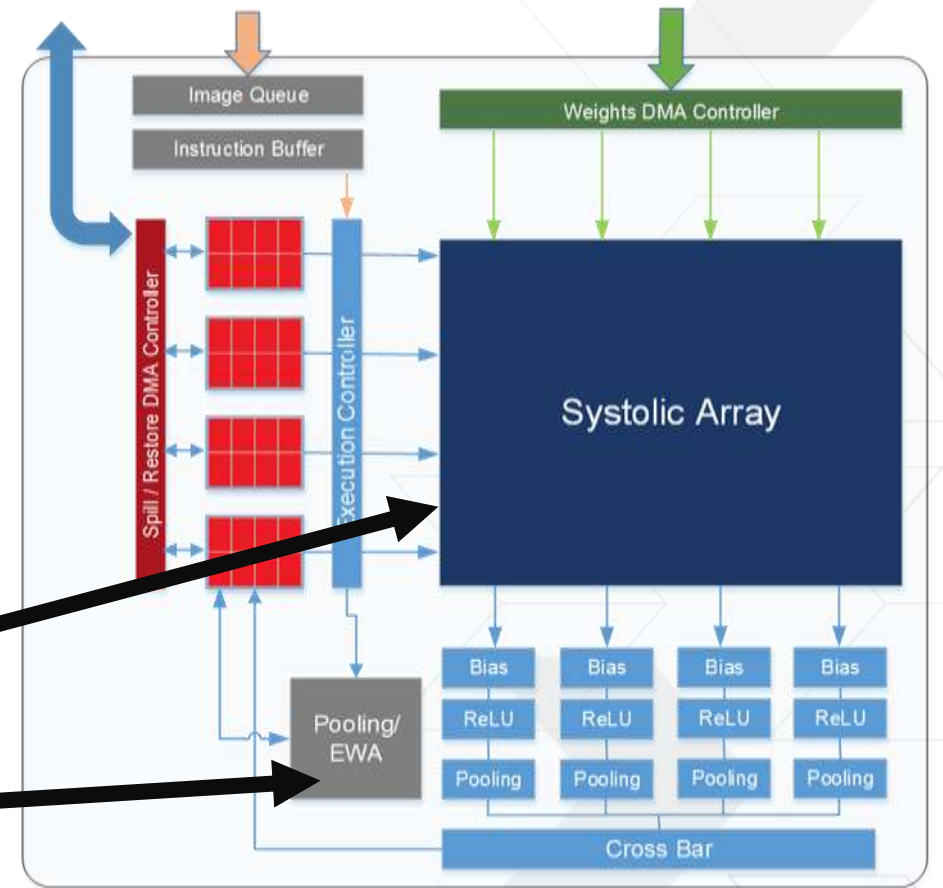 Image Queue
Weights DMA Controller
Instruction Buffer
Spill / Restore DMA Controller
Execution Controller
Systolic Array
Bias
Bias
Bias
Bias
ReLU
ReLU
ReLU
ReLU
Pooling/
EWA
Pooling
Pooling
Pooling
Pooling
Cross Bar